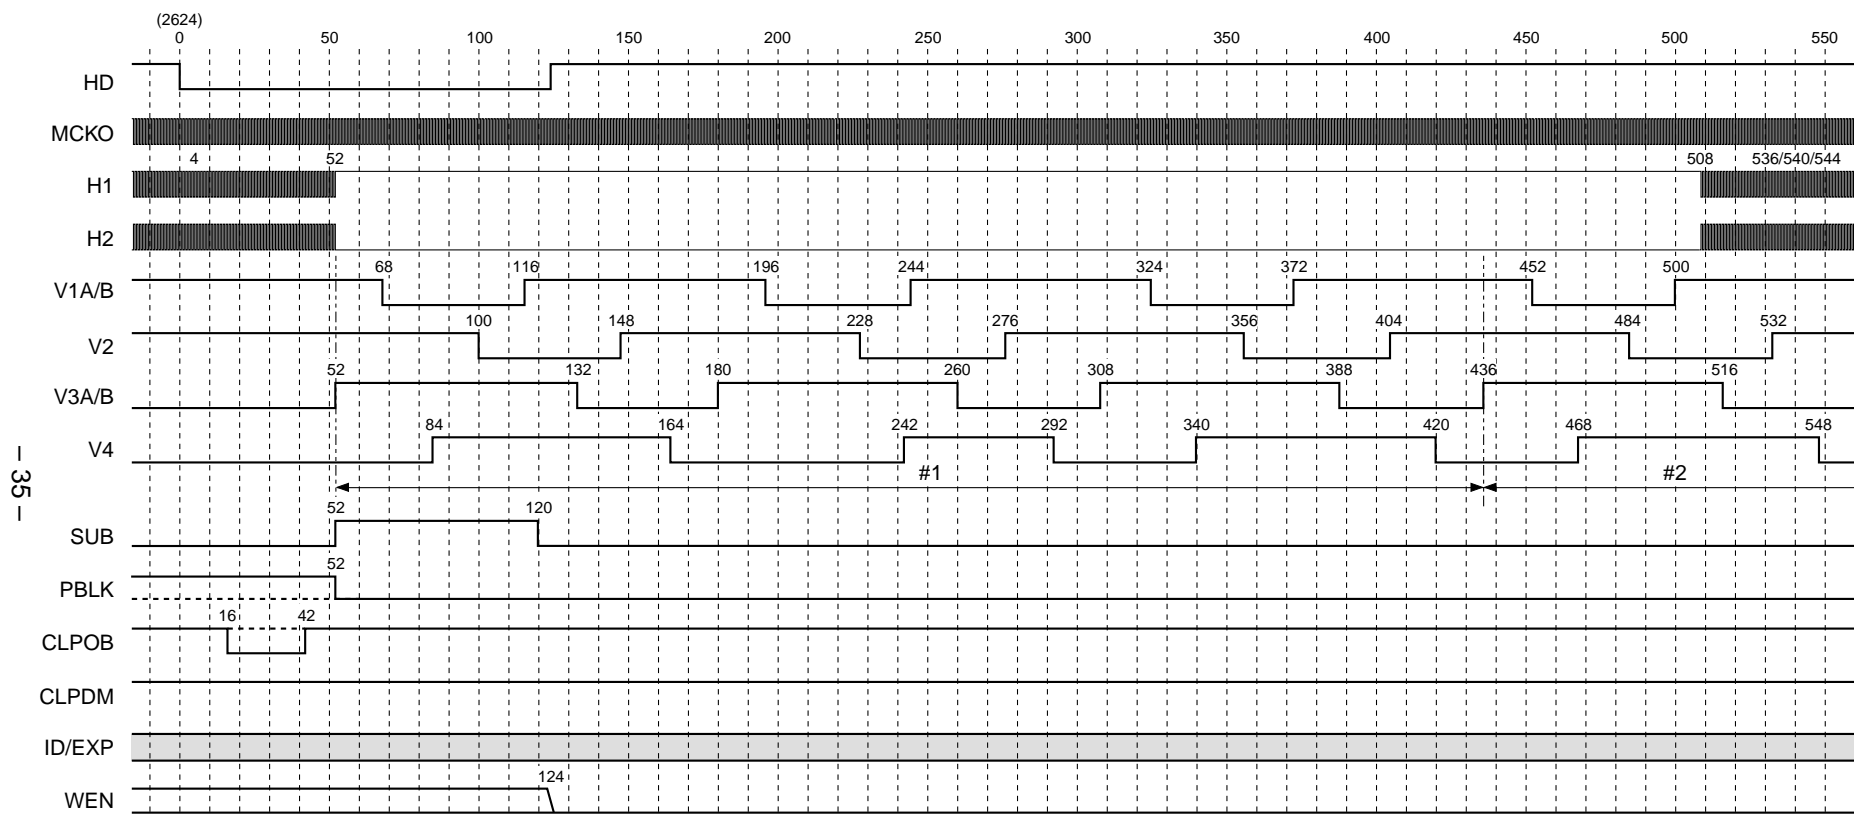 (2624)
0 50 100 150 200 250 300 350 400 450 500 550
HD
MCKO
4 52 508 536/540/544
H1
H2
68 116 196 244 324 372 452 500
V1A/B
100 148 228 276 356 404 484 532
V2
52 132 180 260 308 388 436 516
V3A/B
84 164 242 292 340 420 468 548
V4
#1 #2
52 120
SUB
52
PBLK
16 42
CLPOB
CLPDM
ID/EXP
124
WEN
– 35 –